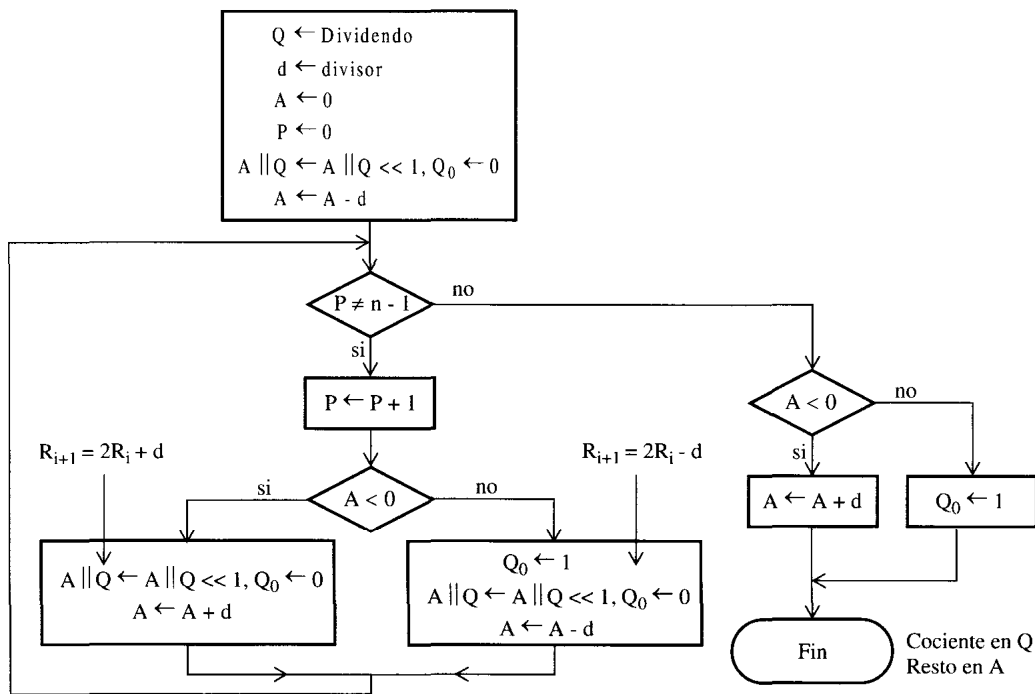 Q ← Dividendo
d ← divisor
A ← 0
P ← 0
A || Q ← A || Q << 1, Q₀ ← 0
A ← A - d
P ≠ n - 1
no
si
P ← P + 1
A < 0
no
si
R_{i+1} = 2R_i + d
R_{i+1} = 2R_i - d
si
A < 0
no
A ← A + d
Q₀ ← 1
A || Q ← A || Q << 1, Q₀ ← 0
A ← A + d
Q₀ ← 1
A || Q ← A || Q << 1, Q₀ ← 0
A ← A - d
Fin
Cociente en Q
Resto en A